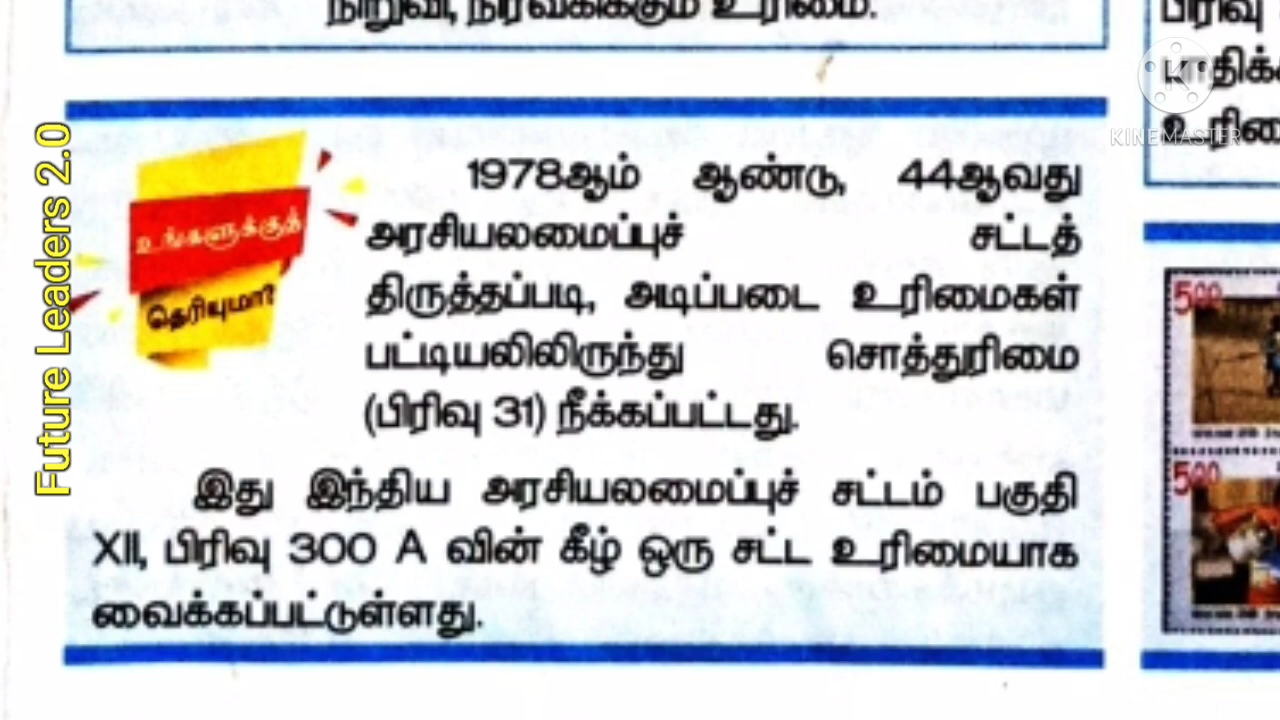 நிறுவி, நிர்வகிக்கும் உரிமை.
பிரிவு
KINEMASTER
Future Leaders 2.0
உங்களுக்குத்
தெரியுமா?
1978ஆம் ஆண்டு, 44ஆவது
அரசியலமைப்புச் சட்டத்
திருத்தப்படி, அடிப்படை உரிமைகள்
பட்டியலிலிருந்து சொத்துரிமை
(பிரிவு 31) நீக்கப்பட்டது.
இது இந்திய அரசியலமைப்புச் சட்டம் பகுதி
XII, பிரிவு 300 A வின் கீழ் ஒரு சட்ட உரிமையாக
வைக்கப்பட்டுள்ளது.
500
500